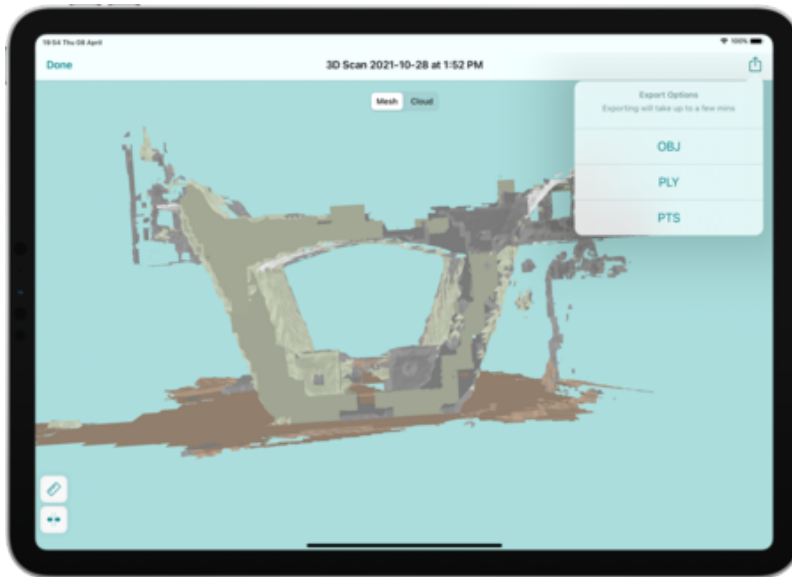 19:54 Thu 08 April
100%
Done
3D Scan 2021-10-28 at 1:52 PM
Mesh
Cloud
Export Options
Exporting will take up to a few mins
OBJ
PLY
PTS